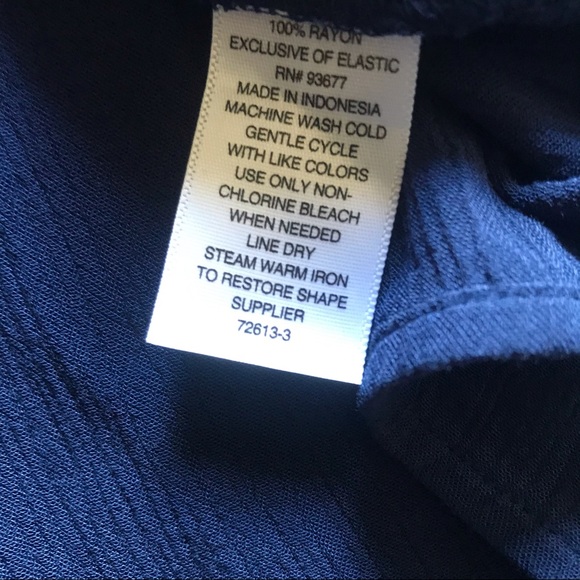 100% RAYON
EXCLUSIVE OF ELASTIC
RN# 93677
MADE IN INDONESIA
MACHINE WASH COLD
GENTLE CYCLE
WITH LIKE COLORS
USE ONLY NON-
CHLORINE BLEACH
WHEN NEEDED
LINE DRY
STEAM WARM IRON
TO RESTORE SHAPE
SUPPLIER
72613-3